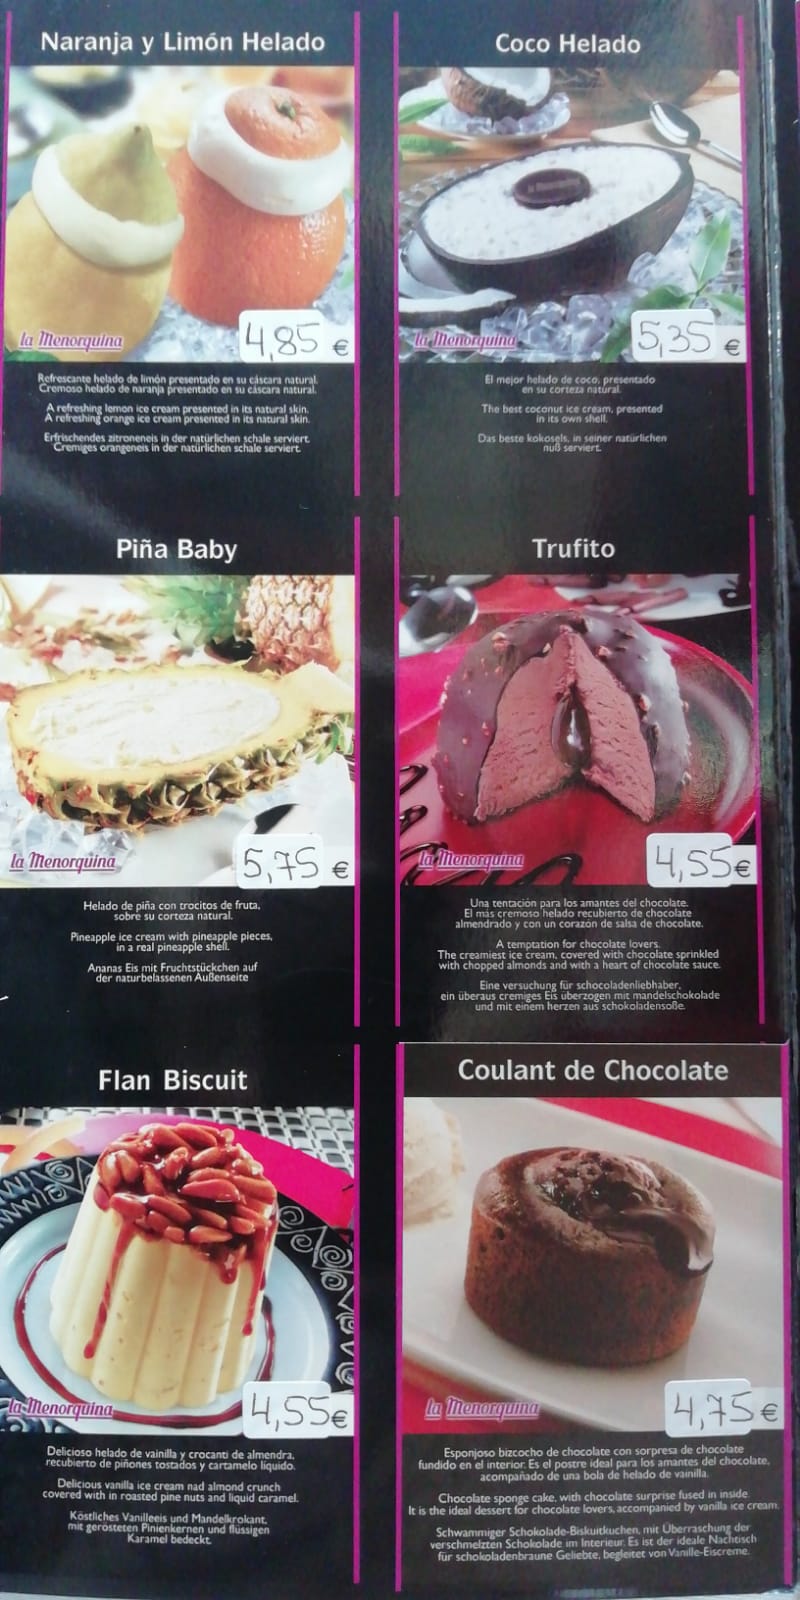 Naranja y Limón Helado
la Menorquina
4,85 €
Refrescante helado de limón presentado en su cáscara natural.
Cremoso helado de naranja presentado en su cáscara natural.
A refreshing lemon ice cream presented in its natural skin.
A refreshing orange ice cream presented in its natural skin.
Erfrischendes zitroneneis in der natürlichen schale serviert.
Cremiges orangeneis in der natürlichen schale serviert.
Coco Helado
la Menorquina
la Menorquina
5,35 €
El mejor helado de coco, presentado
en su corteza natural.
The best coconut ice cream, presented
in its own shell.
Das beste kokosels, in seiner natürlichen
nuß serviert.
Piña Baby
la Menorquina
5,75 €
Helado de piña con trocitos de fruta,
sobre su corteza natural.
Pineapple ice cream with pineapple pieces,
in a real pineapple shell.
Ananas Eis mit Fruchtstückchen auf
der naturbelassenen Außenseite
Trufito
la Menorquina
4,55€
Una tentación para los amantes del chocolate.
El más cremoso helado recubierto de chocolate
almendrado y con un corazón de salsa de chocolate.
A temptation for chocolate lovers.
The creamiest ice cream, covered with chocolate sprinkled
with chopped almonds and with a heart of chocolate sauce.
Eine versuchung für schocoladenliebhaber,
ein überaus cremiges Eis überzogen mit mandelschokolade
und mit einem herzen aus schokoladensoße.
Flan Biscuit
la Menorquina
4,55€
Delicioso helado de vainilla y crocanti de almendra,
recubierto de piñones tostados y cartamelo líquido.
Delicious vanilla ice cream nad almond crunch
covered with in roasted pine nuts and liquid caramel.
Köstliches Vanilleeis und Mandelkrokant,
mit gerösteten Pinienkernen und flüssigen
Karamel bedeckt.
Coulant de Chocolate
la Menorquina
4,75€
Esponjoso bizcocho de chocolate con sorpresa de chocolate
fundido en el interior. Es el postre ideal para los amantes del chocolate,
acompañado de una bola de helado de vainilla.
Chocolate sponge cake, with chocolate surprise fused in inside.
It is the ideal dessert for chocolate lovers, accompanied by vanilla ice cream.
Schwammiger Schokolade-Biskuitkuchen, mit Überraschung der
verschmelzten Schokolade im Interieur. Es ist der ideale Nachtisch
für schokoladenbraune Geliebte, begleitet von Vanille-Eiscreme.